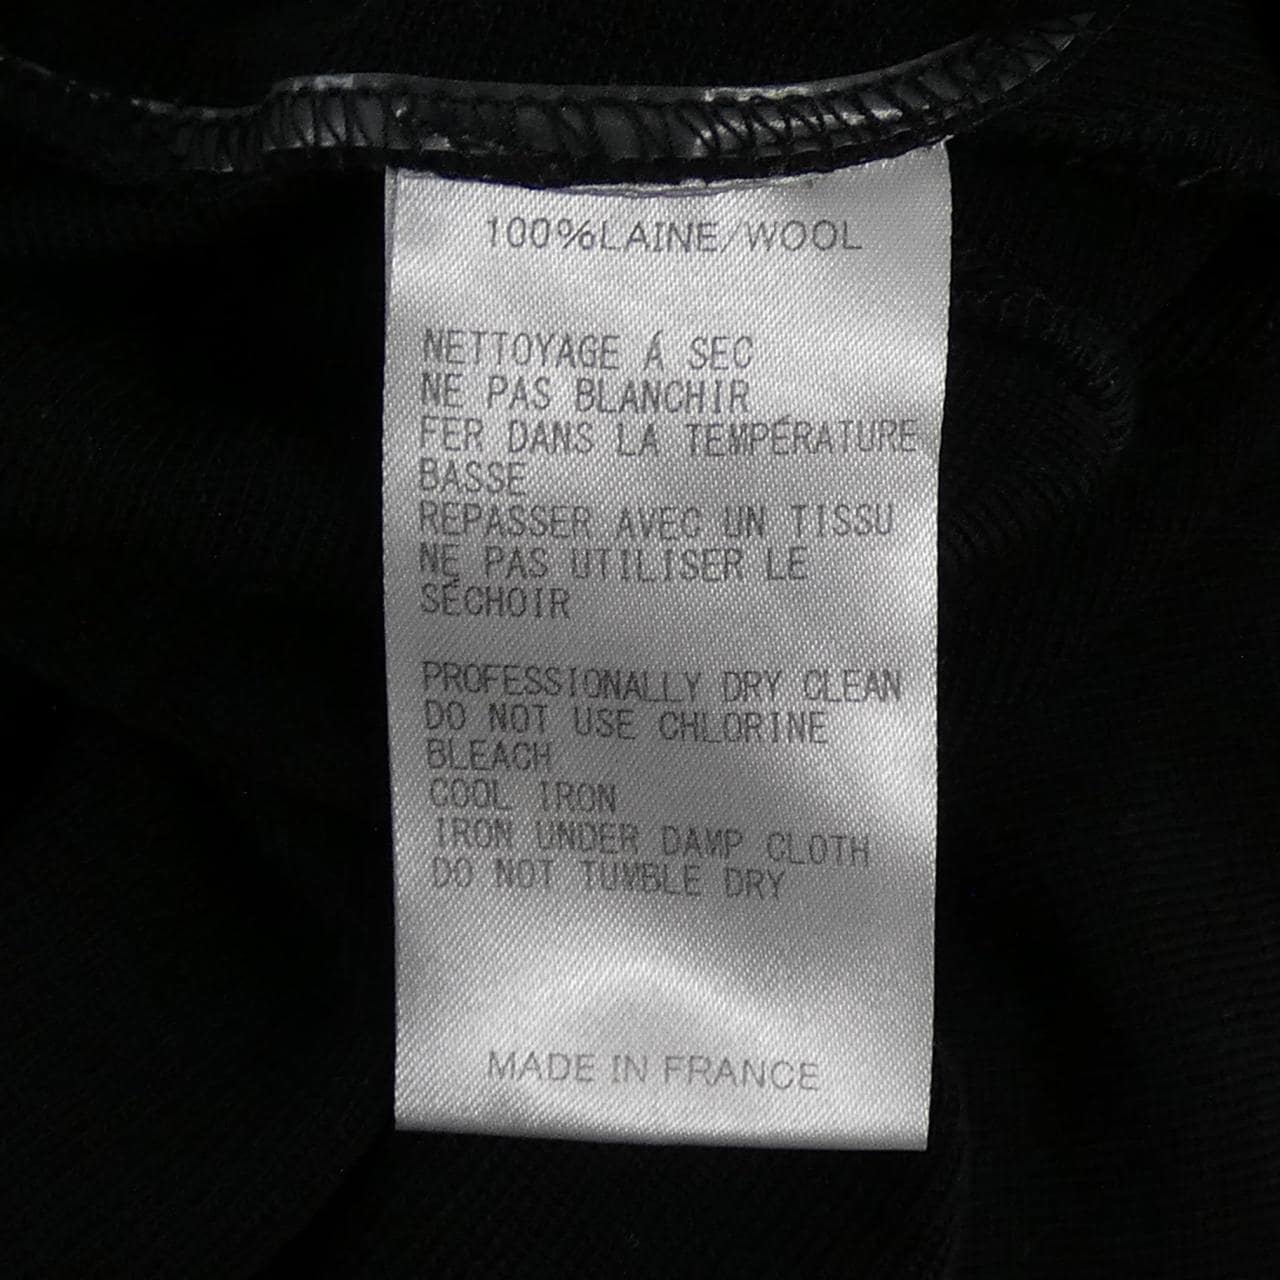 100%LAINE/WOOL
NETTOYAGE Á SEC
NE PAS BLANCHIR
FER DANS LA TEMPÉRATURE
BASSE
REPASSER AVEC UN TISSU
NE PAS UTILISER LE
SÉCHOIR
PROFESSIONALLY DRY CLEAN
DO NOT USE CHLORINE
BLEACH
COOL IRON
IRON UNDER DAMP CLOTH
DO NOT TUMBLE DRY
MADE IN FRANCE